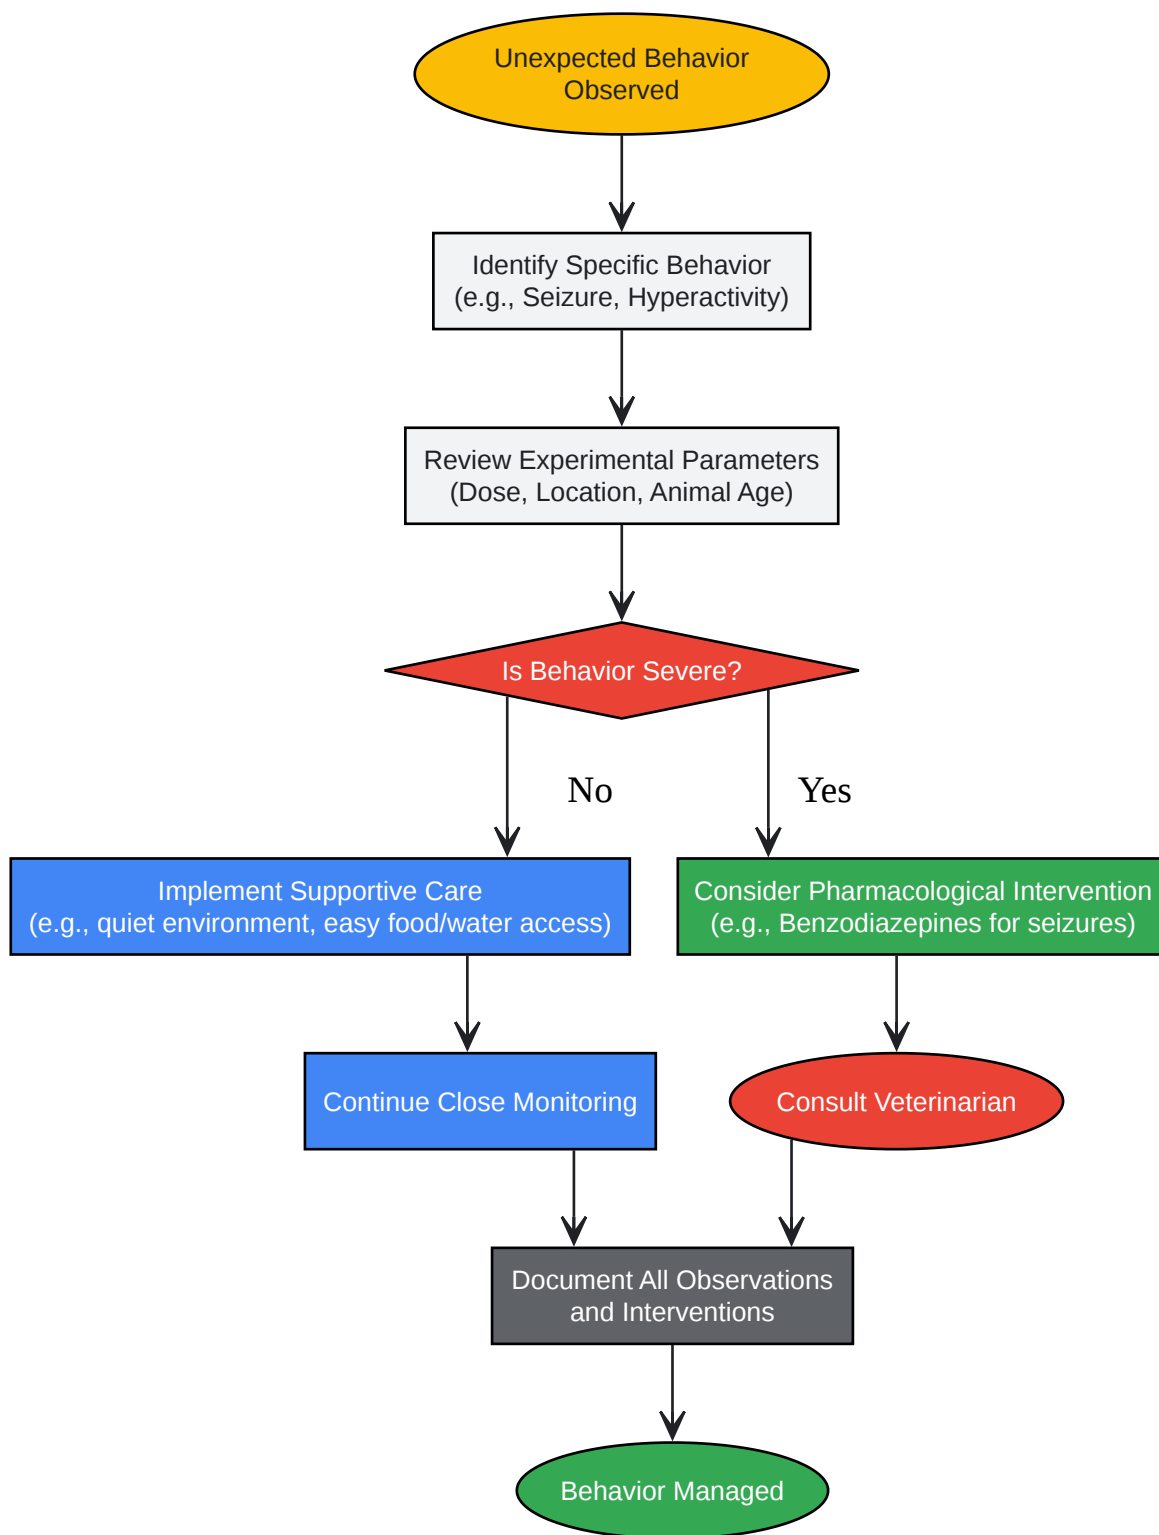 Unexpected Behavior
Observed
Identify Specific Behavior
(e.g., Seizure, Hyperactivity)
Review Experimental Parameters
(Dose, Location, Animal Age)
Is Behavior Severe?
No
Yes
Implement Supportive Care
(e.g., quiet environment, easy food/water access)
Consider Pharmacological Intervention
(e.g., Benzodiazepines for seizures)
Continue Close Monitoring
Consult Veterinarian
Document All Observations
and Interventions
Behavior Managed